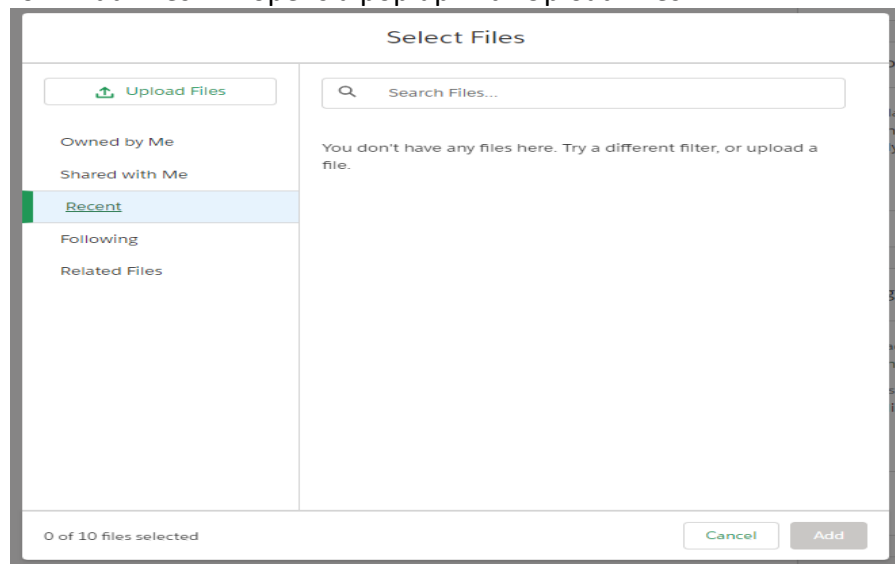 Select Files
Upload Files
Search Files...
Owned by Me
Shared with Me
Recent
Following
Related Files
You don't have any files here. Try a different filter, or upload a
file.
0 of 10 files selected
Cancel
Add